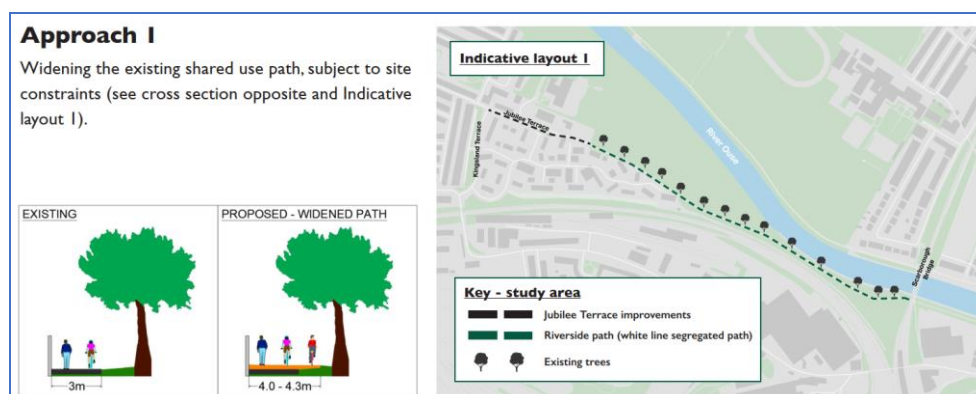 Approach 1
Widening the existing shared use path, subject to site
constraints (see cross section opposite and Indicative
layout 1).
EXISTING
3m
PROPOSED - WIDENED PATH
4.0 - 4.3m
Indicative layout 1
Jubilee Terrace
Kingsland Terrace
River Ouse
Scarborough
Bridge
Key - study area
Jubilee Terrace improvements
Riverside path (white line segregated path)
Existing trees